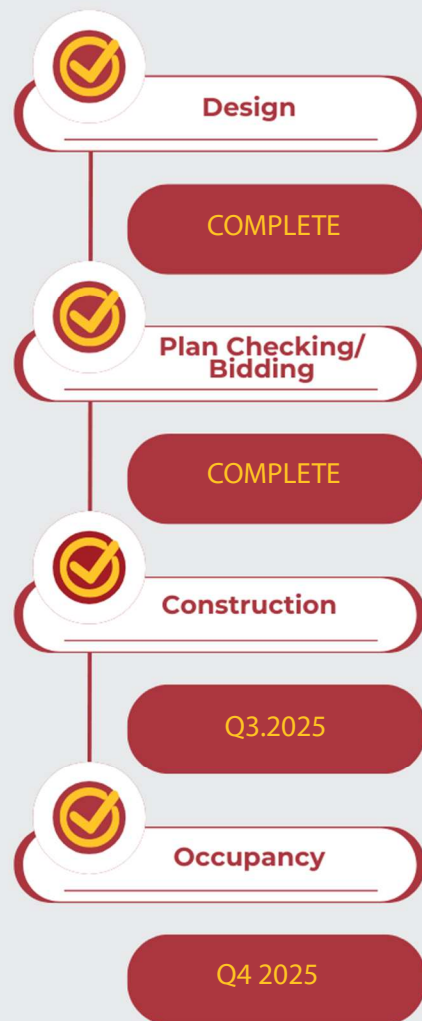 Design
COMPLETE
Plan Checking/
Bidding
COMPLETE
Construction
Q3.2025
Occupancy
Q4 2025